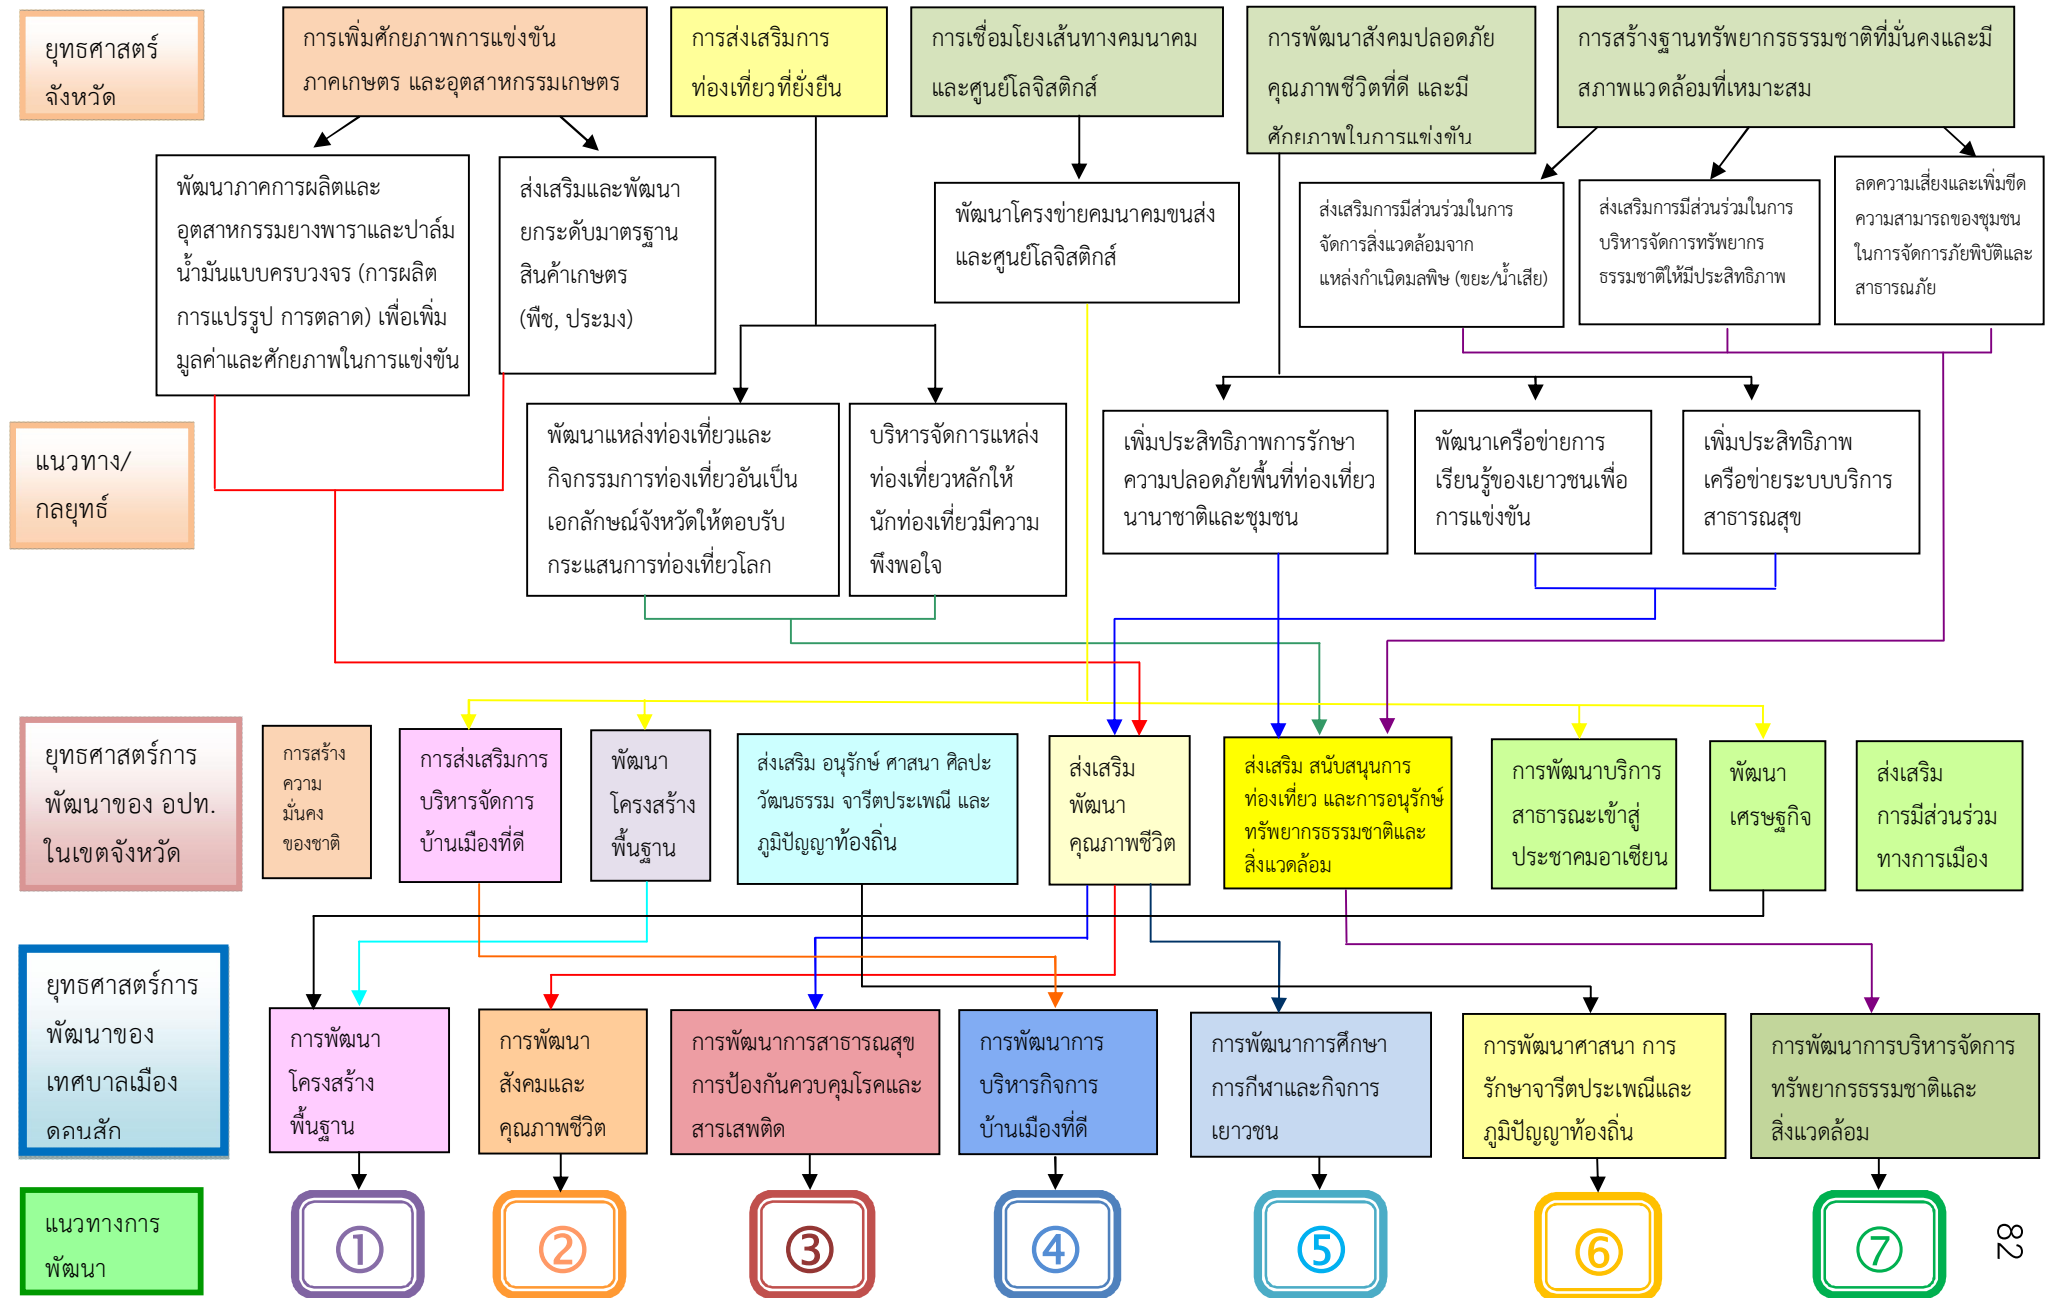 ยุทธศาสตร์
จังหวัด
การเพิ่มศักยภาพการแข่งขัน
ภาคเกษตร และอุตสาหกรรมเกษตร
การส่งเสริมการ
ท่องเที่ยวที่ยั่งยืน
การเชื่อมโยงเส้นทางคมนาคม
และศูนย์โลจิสติกส์
การพัฒนาสังคมปลอดภัย
คุณภาพชีวิตที่ดี และมี
ศักยภาพในการแข่งขัน
การสร้างฐานทรัพยากรธรรมชาติที่มั่นคงและมี
สภาพแวดล้อมที่เหมาะสม
พัฒนาภาคการผลิตและ
อุตสาหกรรมยางพาราและปาล์ม
น้ำมันแบบครบวงจร (การผลิต
การแปรรูป การตลาด) เพื่อเพิ่ม
มูลค่าและศักยภาพในการแข่งขัน
ส่งเสริมและพัฒนา
ยกระดับมาตรฐาน
สินค้าเกษตร
(พืช, ประมง)
พัฒนาโครงข่ายคมนาคมขนส่ง
และศูนย์โลจิสติกส์
ส่งเสริมการมีส่วนร่วมในการ
จัดการสิ่งแวดล้อมจาก
แหล่งกำเนิดมลพิษ (ขยะ/น้ำเสีย)
ส่งเสริมการมีส่วนร่วมในการ
บริหารจัดการทรัพยากร
ธรรมชาติให้มีประสิทธิภาพ
ลดความเสี่ยงและเพิ่มขีด
ความสามารถของชุมชน
ในการจัดการภัยพิบัติและ
สาธารณภัย
แนวทาง/
กลยุทธ์
พัฒนาแหล่งท่องเที่ยวและ
กิจกรรมการท่องเที่ยวอันเป็น
เอกลักษณ์จังหวัดให้ตอบรับ
กระแสนการท่องเที่ยวโลก
บริหารจัดการแหล่ง
ท่องเที่ยวหลักให้
นักท่องเที่ยวมีความ
พึงพอใจ
เพิ่มประสิทธิภาพการรักษา
ความปลอดภัยพื้นที่ท่องเที่ยว
นานาชาติและชุมชน
พัฒนาเครือข่ายการ
เรียนรู้ของเยาวชนเพื่อ
การแข่งขัน
เพิ่มประสิทธิภาพ
เครือข่ายระบบบริการ
สาธารณสุข
ยุทธศาสตร์การ
พัฒนาของ อปท.
ในเขตจังหวัด
การสร้าง
ความ
มั่นคง
ของชาติ
การส่งเสริมการ
บริหารจัดการ
บ้านเมืองที่ดี
พัฒนา
โครงสร้าง
พื้นฐาน
ส่งเสริม อนุรักษ์ ศาสนา ศิลปะ
วัฒนธรรม จารีตประเพณี และ
ภูมิปัญญาท้องถิ่น
ส่งเสริม
พัฒนา
คุณภาพชีวิต
ส่งเสริม สนับสนุนการ
ท่องเที่ยว และการอนุรักษ์
ทรัพยากรธรรมชาติและ
สิ่งแวดล้อม
การพัฒนาบริการ
สาธารณะเข้าสู่
ประชาคมอาเซียน
พัฒนา
เศรษฐกิจ
ส่งเสริม
การมีส่วนร่วม
ทางการเมือง
ยุทธศาสตร์การ
พัฒนาของ
เทศบาลเมือง
ดอนสัก
การพัฒนา
โครงสร้าง
พื้นฐาน
การพัฒนา
สังคมและ
คุณภาพชีวิต
การพัฒนาการสาธารณสุข
การป้องกันควบคุมโรคและ
สารเสพติด
การพัฒนาการ
บริหารกิจการ
บ้านเมืองที่ดี
การพัฒนาการศึกษา
การกีฬาและกิจการ
เยาวชน
การพัฒนาศาสนา การ
รักษาจารีตประเพณีและ
ภูมิปัญญาท้องถิ่น
การพัฒนาการบริหารจัดการ
ทรัพยากรธรรมชาติและ
สิ่งแวดล้อม
แนวทางการ
พัฒนา
①
②
③
④
⑤
⑥
⑦
82